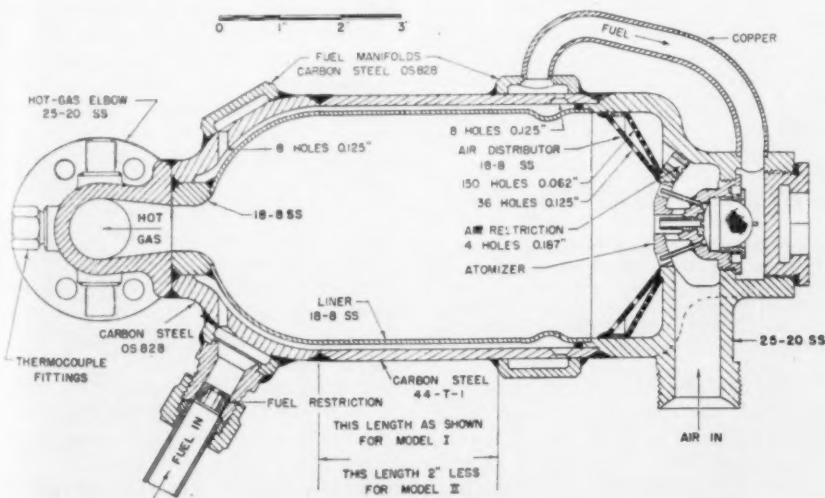 0 1 2 3"
FUEL
COPPER
FUEL MANIFOLDS
CARBON STEEL OS828
HOT-GAS ELBOW
25-20 SS
8 HOLES 0.125"
8 HOLES 0.125"
AIR DISTRIBUTOR
18-8 SS
150 HOLES 0.062"
36 HOLES 0.125"
18-8 SS
HOT
GAS
AIR RETRICTION
4 HOLES 0.187"
ATOMIZER
LINER
18-8 SS
CARBON STEEL
OS828
25-20 SS
THERMOCOUPLE
FITTINGS
CARBON STEEL
44-T-1
FUEL RESTRICTION
FUEL IN
THIS LENGTH AS SHOWN
FOR MODEL I
AIR IN
THIS LENGTH 2" LESS
FOR MODEL II